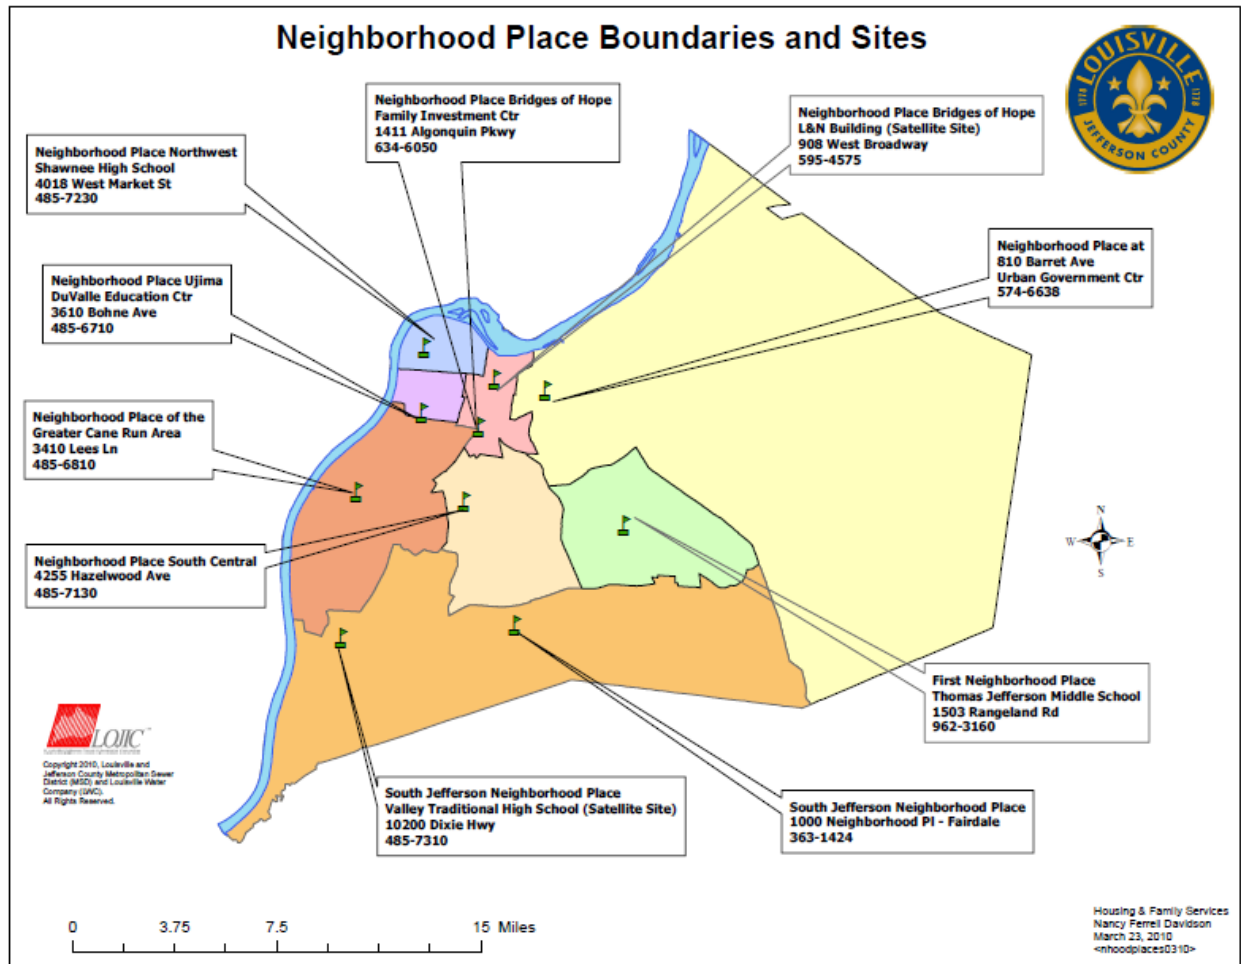 Neighborhood Place Boundaries and Sites
LOUISVILLE
1778
1778
JEFFERSON COUNTY
Neighborhood Place Bridges of Hope
Family Investment Ctr
1411 Algonquin Pkwy
634-6050
Neighborhood Place Bridges of Hope
L&N Building (Satellite Site)
908 West Broadway
595-4575
Neighborhood Place Northwest
Shawnee High School
4018 West Market St
485-7230
Neighborhood Place at
810 Barret Ave
Urban Government Ctr
574-6638
Neighborhood Place Ujima
DuValle Education Ctr
3610 Bohne Ave
485-6710
Neighborhood Place of the
Greater Cane Run Area
3410 Lees Ln
485-6810
Neighborhood Place South Central
4255 Hazelwood Ave
485-7130
N
W
E
S
First Neighborhood Place
Thomas Jefferson Middle School
1503 Rangeland Rd
962-3160
LOJIC
Copyright 2010, Louisville and
Jefferson County Metropolitan Sewer
District (MSD) and Louisville Water
Company (LWC).
All Rights Reserved.
South Jefferson Neighborhood Place
Valley Traditional High School (Satellite Site)
10200 Dixie Hwy
485-7310
South Jefferson Neighborhood Place
1000 Neighborhood Pl - Fairdale
363-1424
0 3.75 7.5 15 Miles
Housing & Family Services
Nancy Ferrell Davidson
March 23, 2010
<nhoodplaces0310>